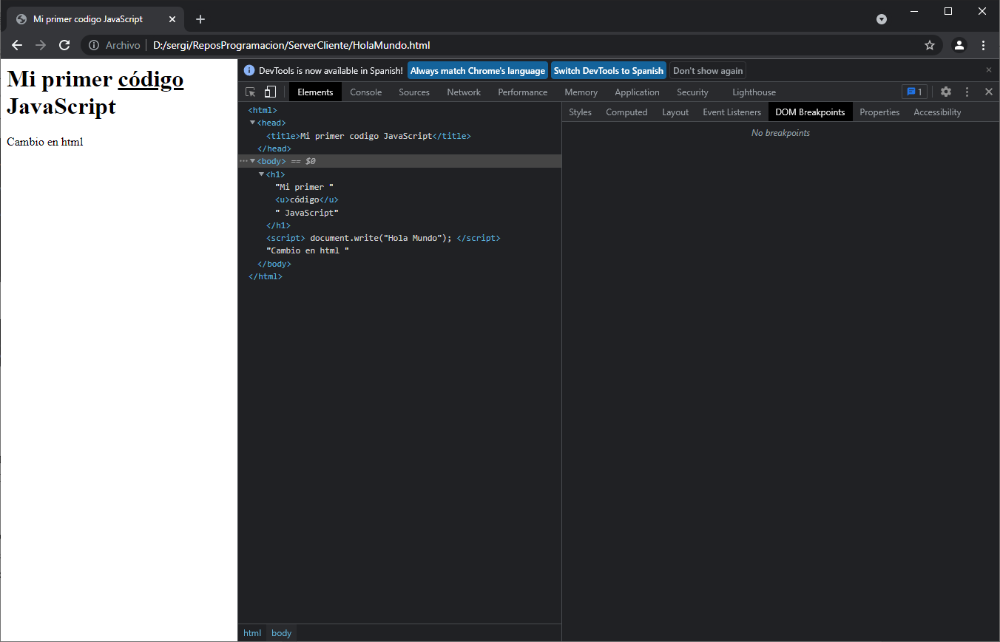 Mi primer codigo JavaScript
Archivo D:/sergi/ReposProgramacion/ServerCliente/HolaMundo.html
Mi primer código
JavaScript
Cambio en html
DevTools is now available in Spanish! Always match Chrome's language Switch DevTools to Spanish Don't show again
Elements Console Sources Network Performance Memory Application Security Lighthouse 1
<html>
<head>
<title>Mi primer codigo JavaScript</title>
</head>
<body> == $0
<h1>
"Mi primer "
<u>código</u>
" JavaScript"
</h1>
<script> document.write("Hola Mundo"); </script>
"Cambio en html "
</body>
</html>
html body
Styles Computed Layout Event Listeners DOM Breakpoints Properties Accessibility
No breakpoints